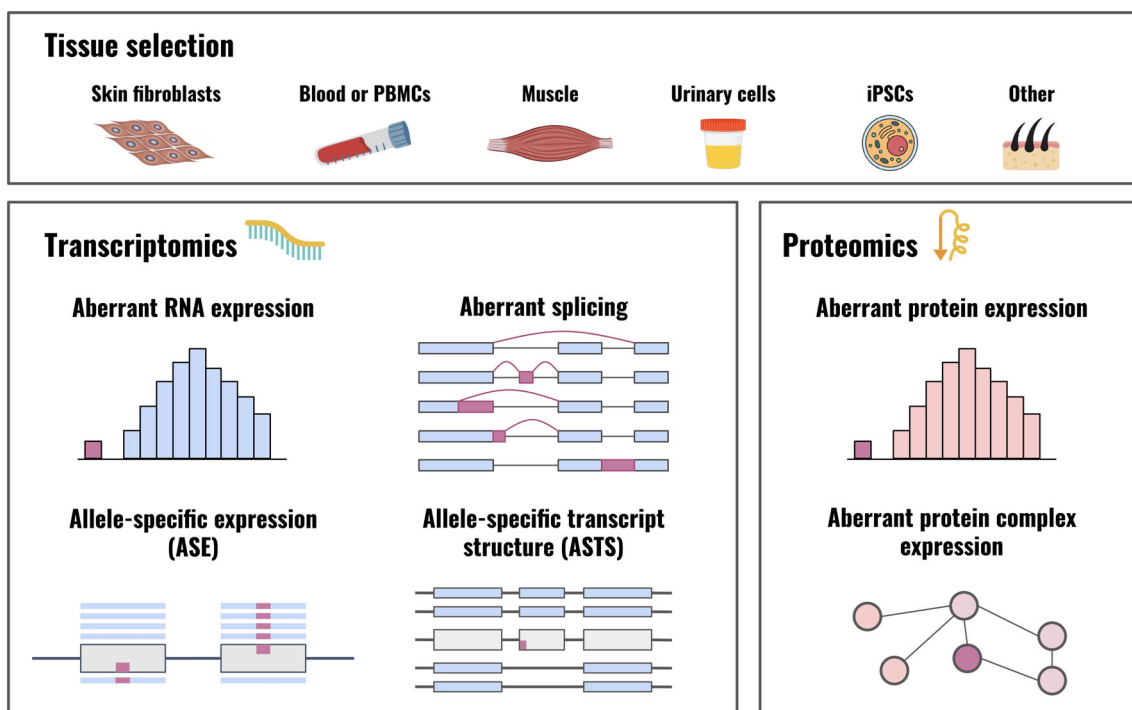 Tissue selection
Skin fibroblasts
Blood or PBMCs
Muscle
Urinary cells
iPSCs
Other
Transcriptomics
Aberrant RNA expression
Aberrant splicing
Allele-specific expression
(ASE)
Allele-specific transcript
structure (ASTS)
Proteomics
Aberrant protein expression
Aberrant protein complex
expression